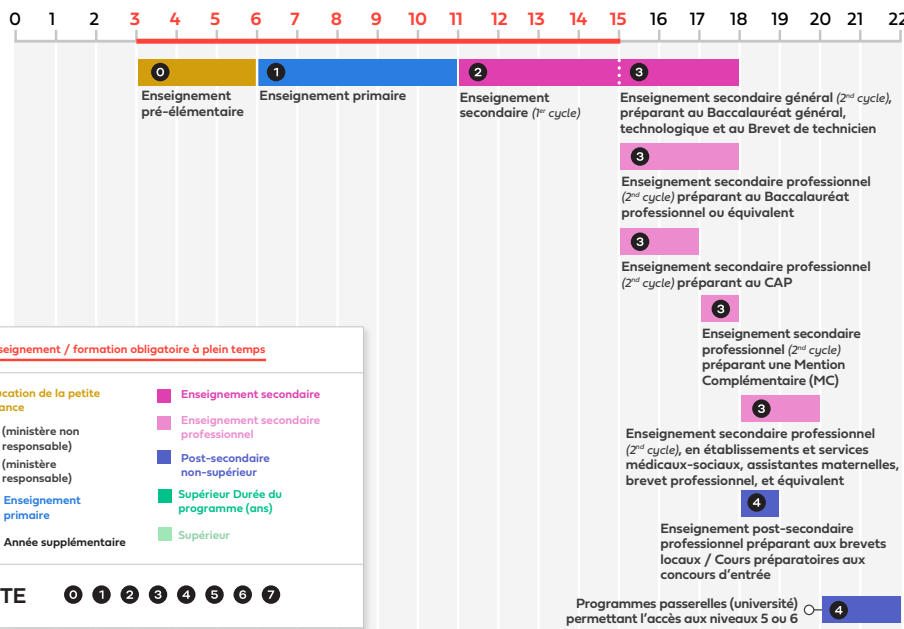 0 1 2 3 4 5 6 7 8 9 10 11 12 13 14 15 16 17 18 19 20 21 22
0
1
2
3
Enseignement
pré-élémentaire
Enseignement primaire
Enseignement
secondaire (1er cycle)
Enseignement secondaire général (2nd cycle),
préparant au Baccalauréat général,
technologique et au Brevet de technicien
3
Enseignement secondaire professionnel
(2nd cycle) préparant au Baccalauréat
professionnel ou équivalent
3
Enseignement secondaire professionnel
(2nd cycle) préparant au CAP
3
Enseignement secondaire
professionnel (2nd cycle)
préparant une Mention
Complémentaire (MC)
3
Enseignement secondaire professionnel
(2nd cycle), en établissements et services
médicaux-sociaux, assistantes maternelles,
brevet professionnel, et équivalent
4
Enseignement post-secondaire
professionnel préparant aux brevets
locaux / Cours préparatoires aux
concours d'entrée
Programmes passerelles (université)
permettant l'accès aux niveaux 5 ou 6
4
seignement / formation obligatoire à plein temps
ucation de la petite
ance
(ministère non
responsable)
(ministère
responsable)
Enseignement
primaire
Année supplémentaire
Enseignement secondaire
Enseignement secondaire
professionnel
Post-secondaire
non-supérieur
Supérieur Durée du
programme (ans)
Supérieur
TE 0 1 2 3 4 5 6 7